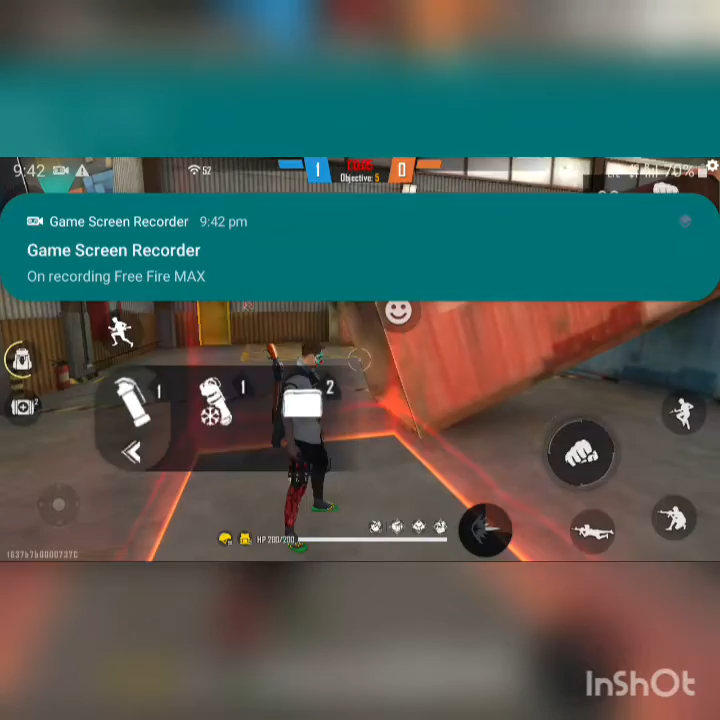 9:42
52
1 0
Objective: 5
70%
Game Screen Recorder 9:42 pm
Game Screen Recorder
On recording Free Fire MAX
1
1
2
2
HP 200/200
InShOt